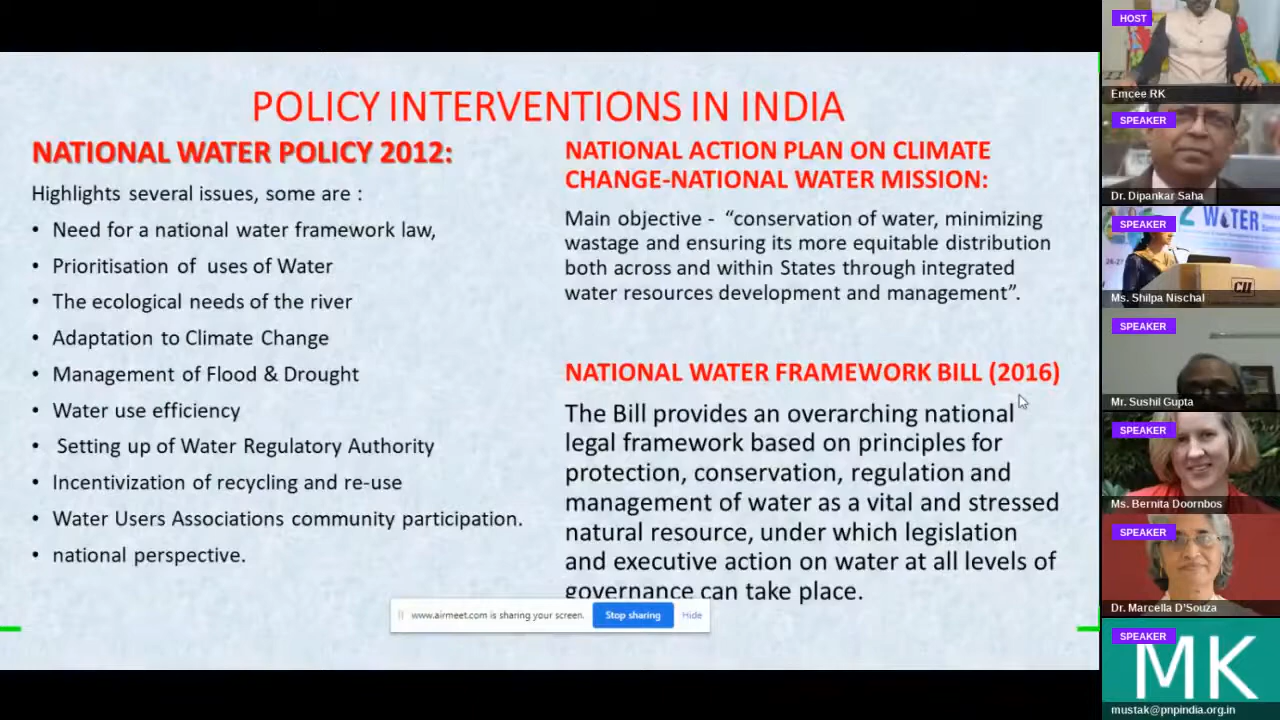 POLICY INTERVENTIONS IN INDIA
NATIONAL WATER POLICY 2012:
Highlights several issues, some are :
• Need for a national water framework law,
• Prioritisation of uses of Water
• The ecological needs of the river
• Adaptation to Climate Change
• Management of Flood & Drought
• Water use efficiency
• Setting up of Water Regulatory Authority
• Incentivization of recycling and re-use
• Water Users Associations community participation.
• national perspective.
NATIONAL ACTION PLAN ON CLIMATE
CHANGE-NATIONAL WATER MISSION:
Main objective - “conservation of water, minimizing
wastage and ensuring its more equitable distribution
both across and within States through integrated
water resources development and management”.
NATIONAL WATER FRAMEWORK BILL (2016)
The Bill provides an overarching national
legal framework based on principles for
protection, conservation, regulation and
management of water as a vital and stressed
natural resource, under which legislation
and executive action on water at all levels of
governance can take place.
www.airmeet.com is sharing your screen.
Stop sharing
Hide
HOST
Emcee RK
SPEAKER
Dr. Dipankar Saha
SPEAKER
WATER
CII
Ms. Shilpa Nischal
SPEAKER
Mr. Sushil Gupta
SPEAKER
Ms. Bernita Doornbos
SPEAKER
Dr. Marcella D'Souza
SPEAKER
MK
mustak@pnpindia.org.in